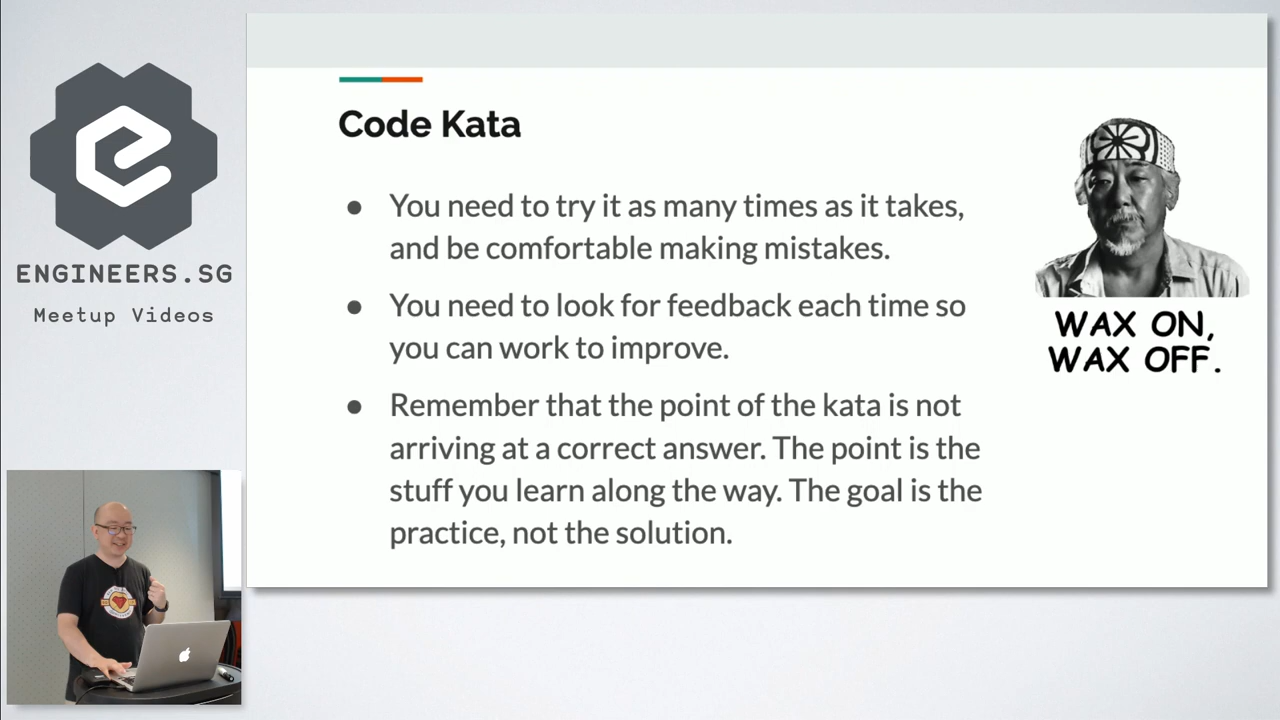 ENGINEERS.SG
Meetup Videos
Code Kata
● You need to try it as many times as it takes,
and be comfortable making mistakes.
● You need to look for feedback each time so
you can work to improve.
● Remember that the point of the kata is not
arriving at a correct answer. The point is the
stuff you learn along the way. The goal is the
practice, not the solution.
WAX ON,
WAX OFF.